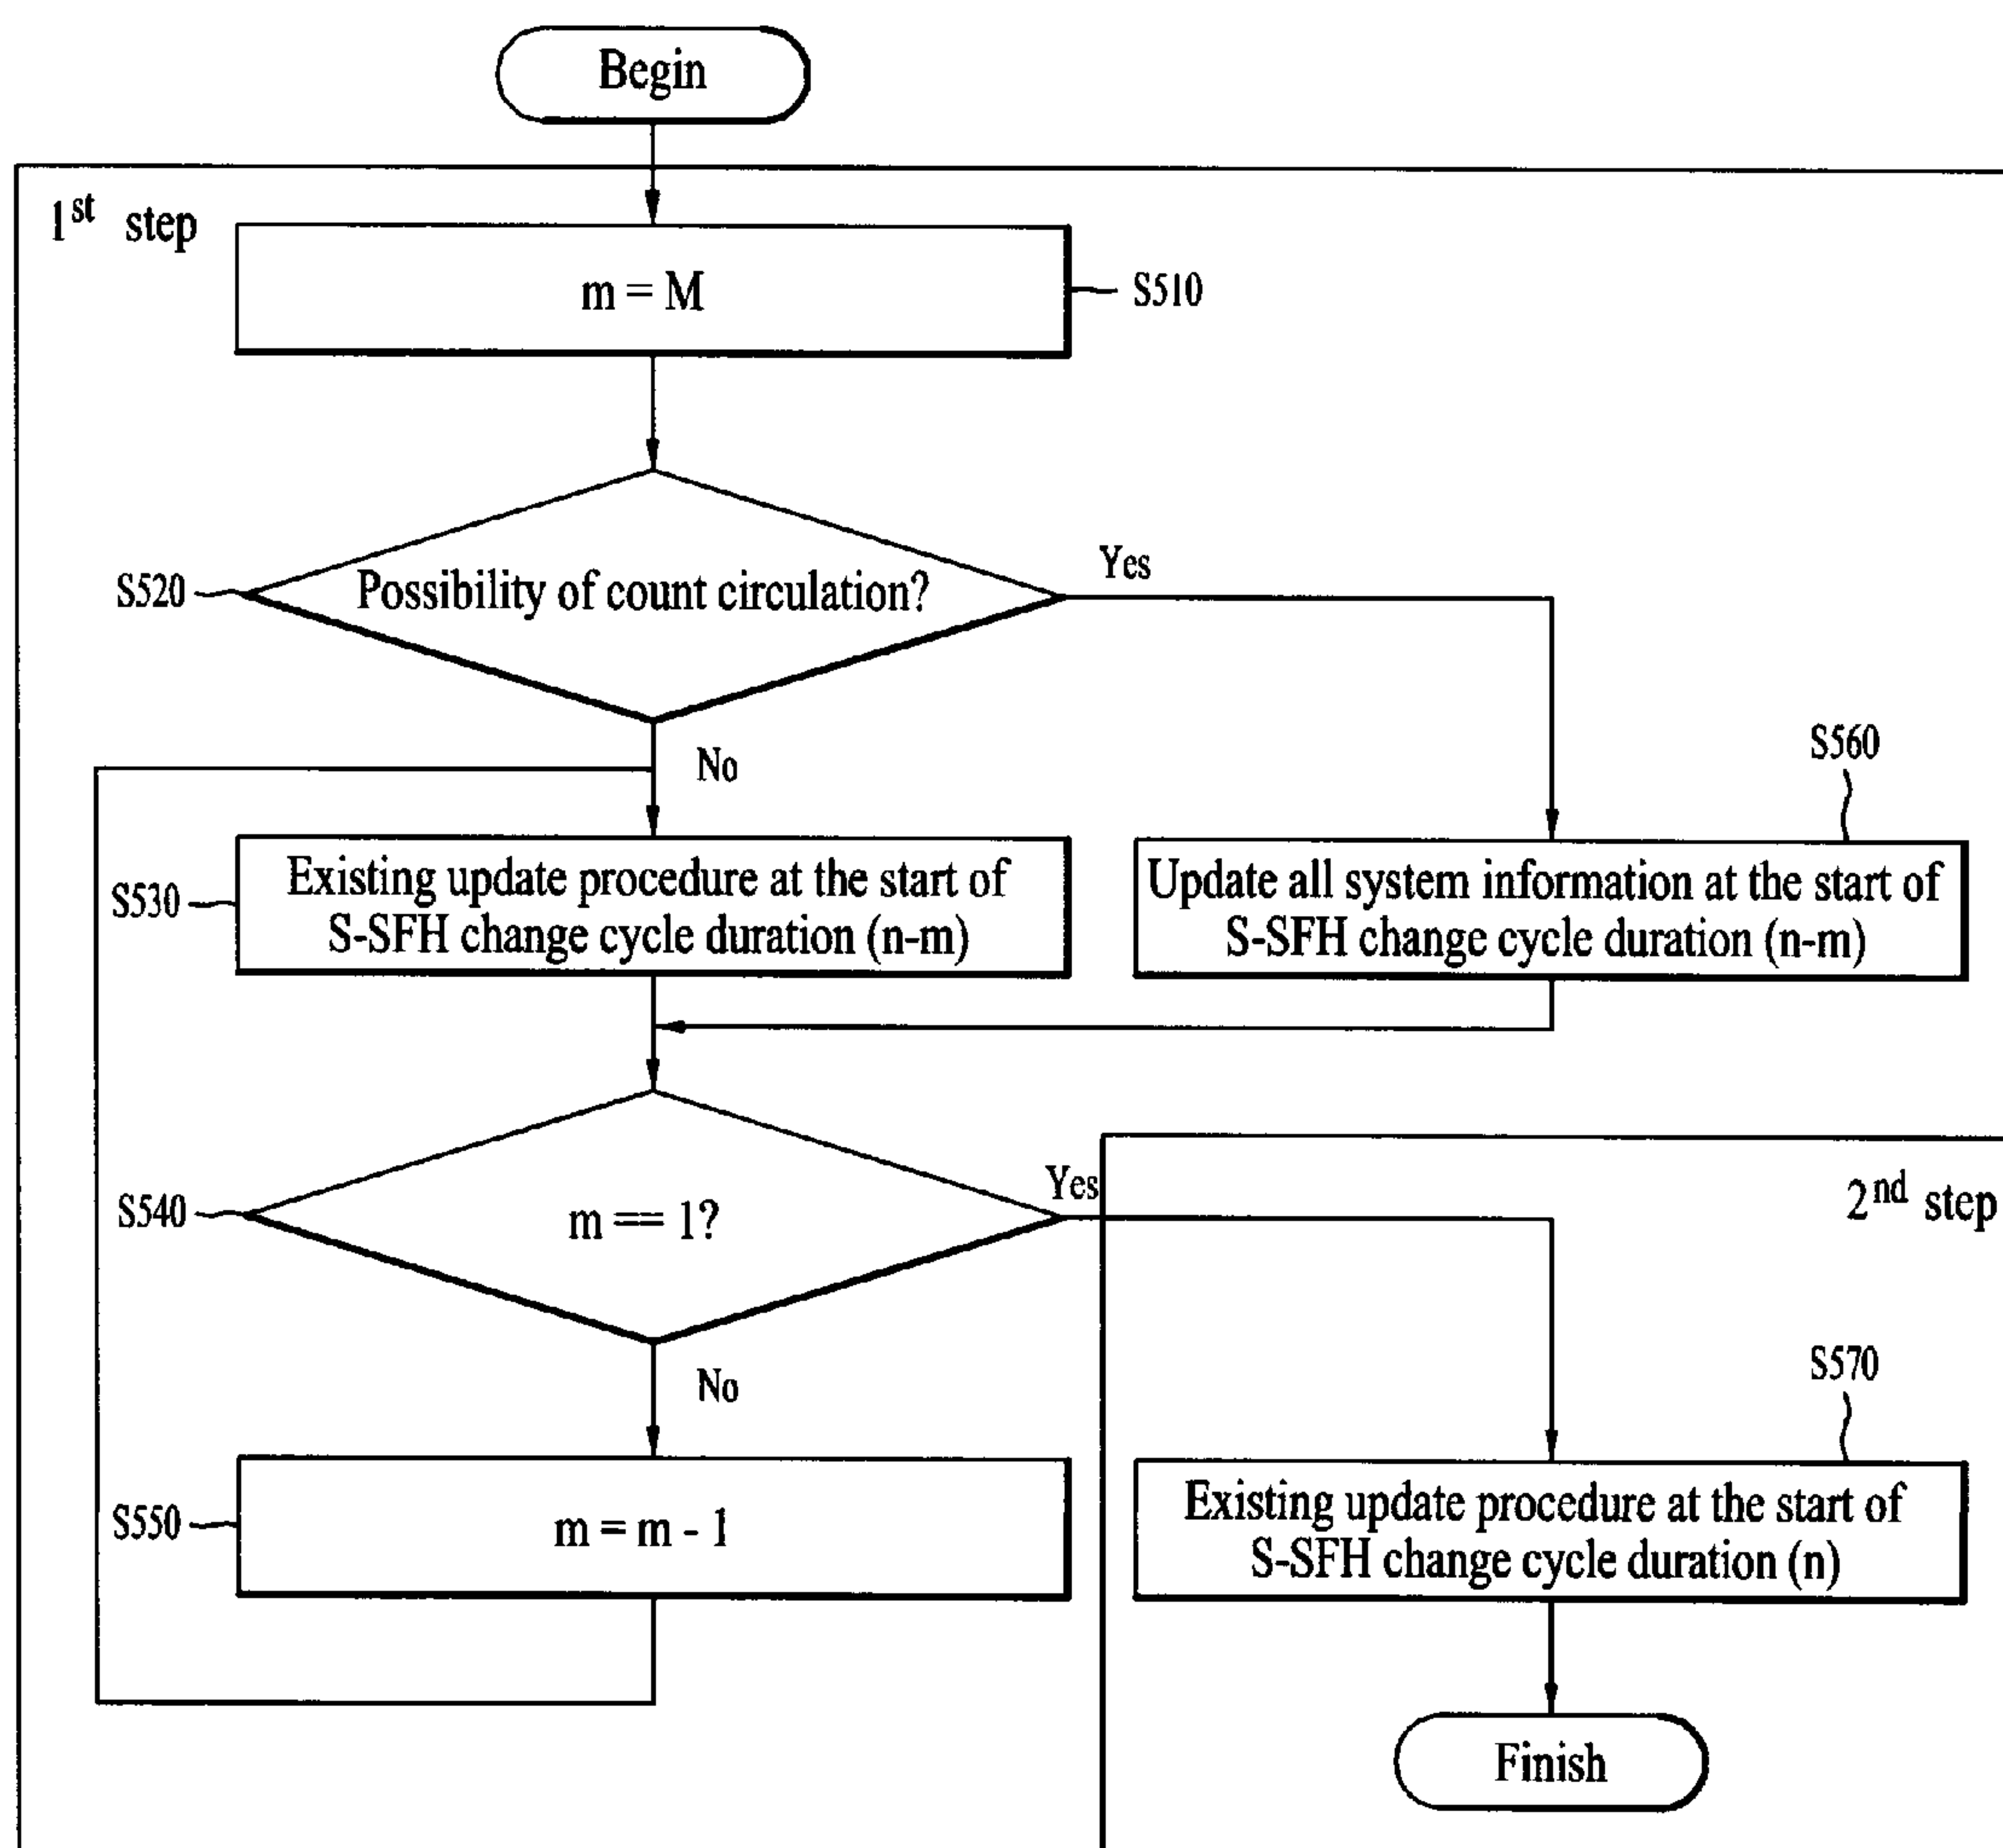 Begin
1st step
m = M
S510
S520
Possibility of count circulation?
Yes
No
S560
S530
Existing update procedure at the start of
S-SFH change cycle duration (n-m)
Update all system information at the start of
S-SFH change cycle duration (n-m)
S540
m == 1?
Yes
2nd step
No
S570
S550
m = m - 1
Existing update procedure at the start of
S-SFH change cycle duration (n)
Finish